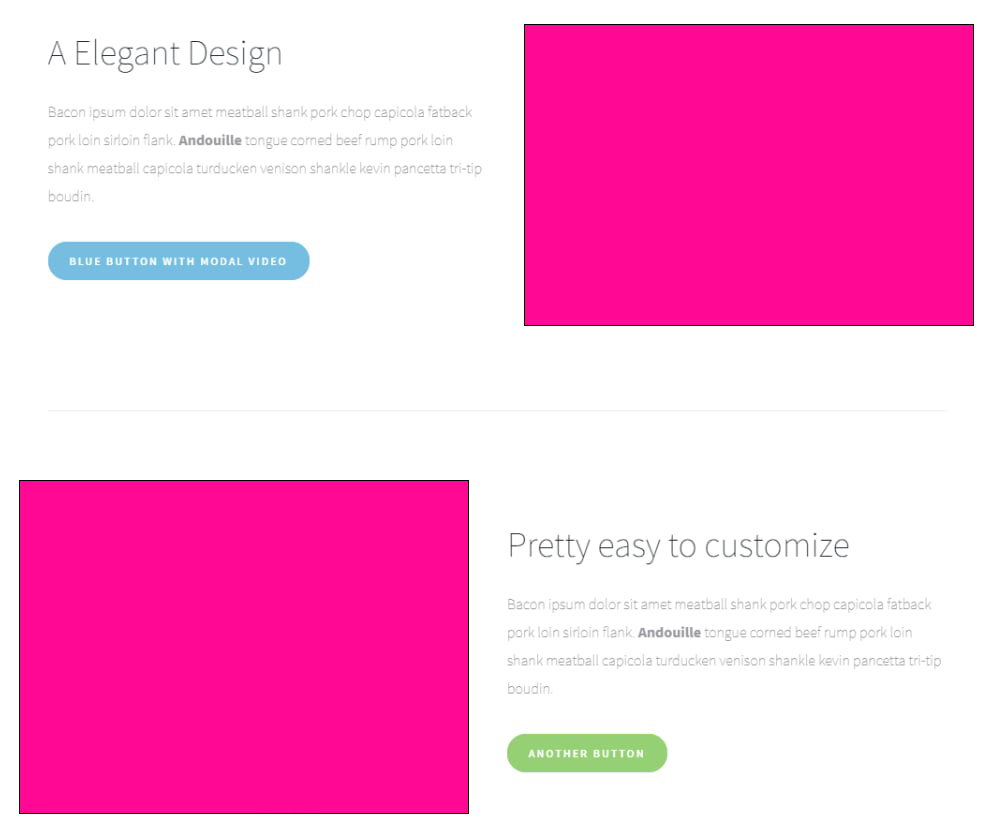 A Elegant Design
Bacon ipsum dolor sit amet meatball shank pork chop capicola fatback
pork loin sirloin flank. Andouille tongue corned beef rump pork loin
shank meatball capicola turducken venison shankle kevin pancetta tri-tip
boudin.
BLUE BUTTON WITH MODAL VIDEO
Pretty easy to customize
Bacon ipsum dolor sit amet meatball shank pork chop capicola fatback
pork loin sirloin flank. Andouille tongue corned beef rump pork loin
shank meatball capicola turducken venison shankle kevin pancetta tri-tip
boudin.
ANOTHER BUTTON